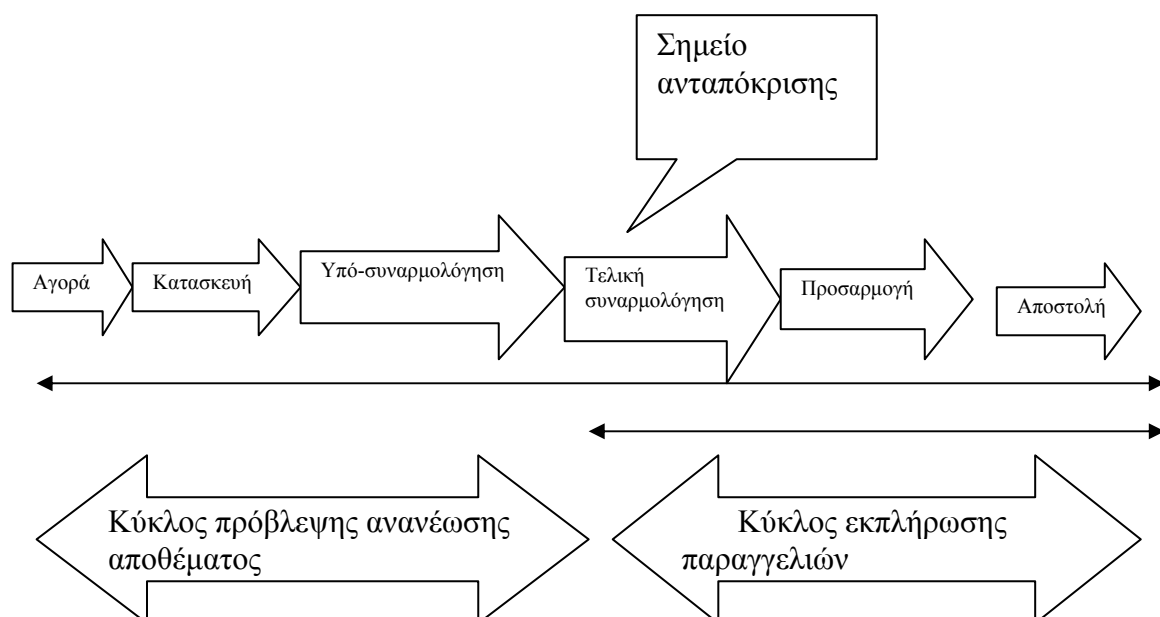 Σημείο
ανταπόκρισης
Αγορά
Κατασκευή
Υπό-συναρμολόγηση
Τελική
συναρμολόγηση
Προσαρμογή
Αποστολή
Κύκλος πρόβλεψης ανανέωσης
αποθέματος
Κύκλος εκπλήρωσης
παραγγελιών